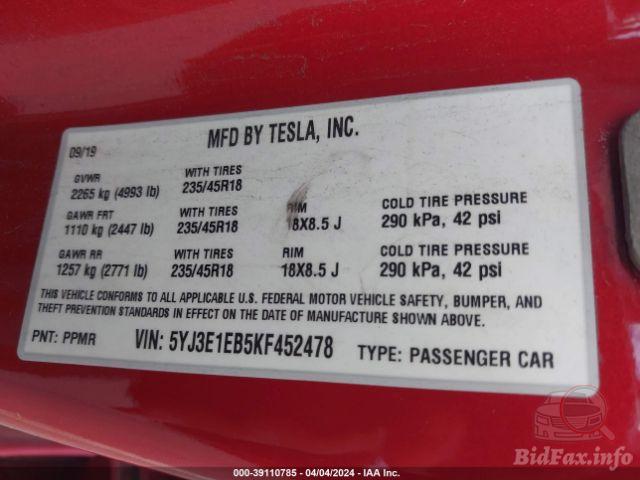 MFD BY TESLA, INC.
09/19
GVWR WITH TIRES
2265 kg (4993 lb) 235/45R18
GAWR FRT WITH TIRES RIM COLD TIRE PRESSURE
1110 kg (2447 lb) 235/45R18 18X8.5 J 290 kPa, 42 psi
GAWR RR WITH TIRES RIM COLD TIRE PRESSURE
1257 kg (2771 lb) 235/45R18 18X8.5 J 290 kPa, 42 psi
THIS VEHICLE CONFORMS TO ALL APPLICABLE U.S. FEDERAL MOTOR VEHICLE SAFETY, BUMPER, AND
THEFT PREVENTION STANDARDS IN EFFECT ON THE DATE OF MANUFACTURE SHOWN ABOVE.
PNT: PPMR VIN: 5YJ3E1EB5KF452478 TYPE: PASSENGER CAR
BidFax.info
000-39110785 - 04/04/2024 - IAA Inc.